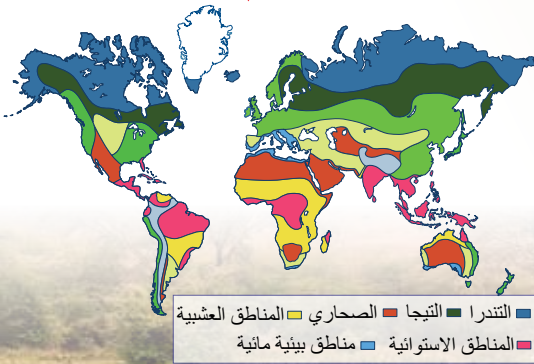 التندرا التيجا الصحاري المناطق العشبية
المناطق الاستوائية مناطق بيئية مائية